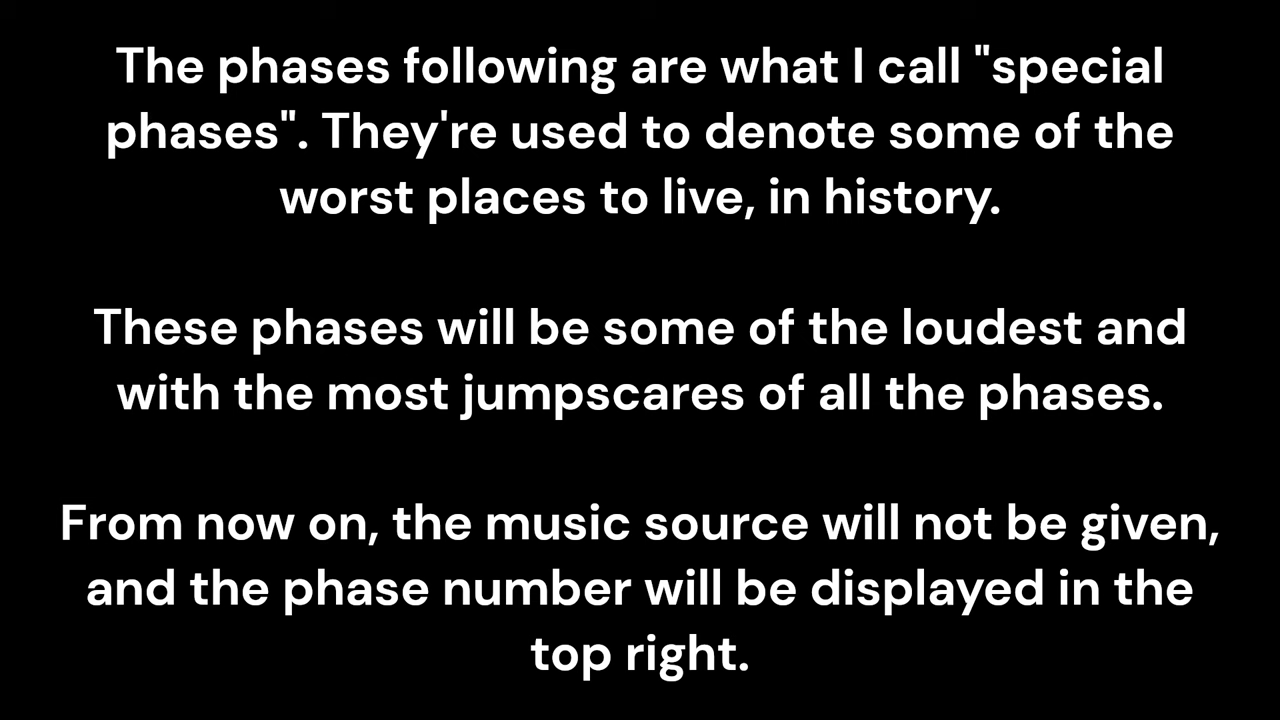 The phases following are what I call "special
phases". They're used to denote some of the
worst places to live, in history.
These phases will be some of the loudest and
with the most jumpscares of all the phases.
From now on, the music source will not be given,
and the phase number will be displayed in the
top right.